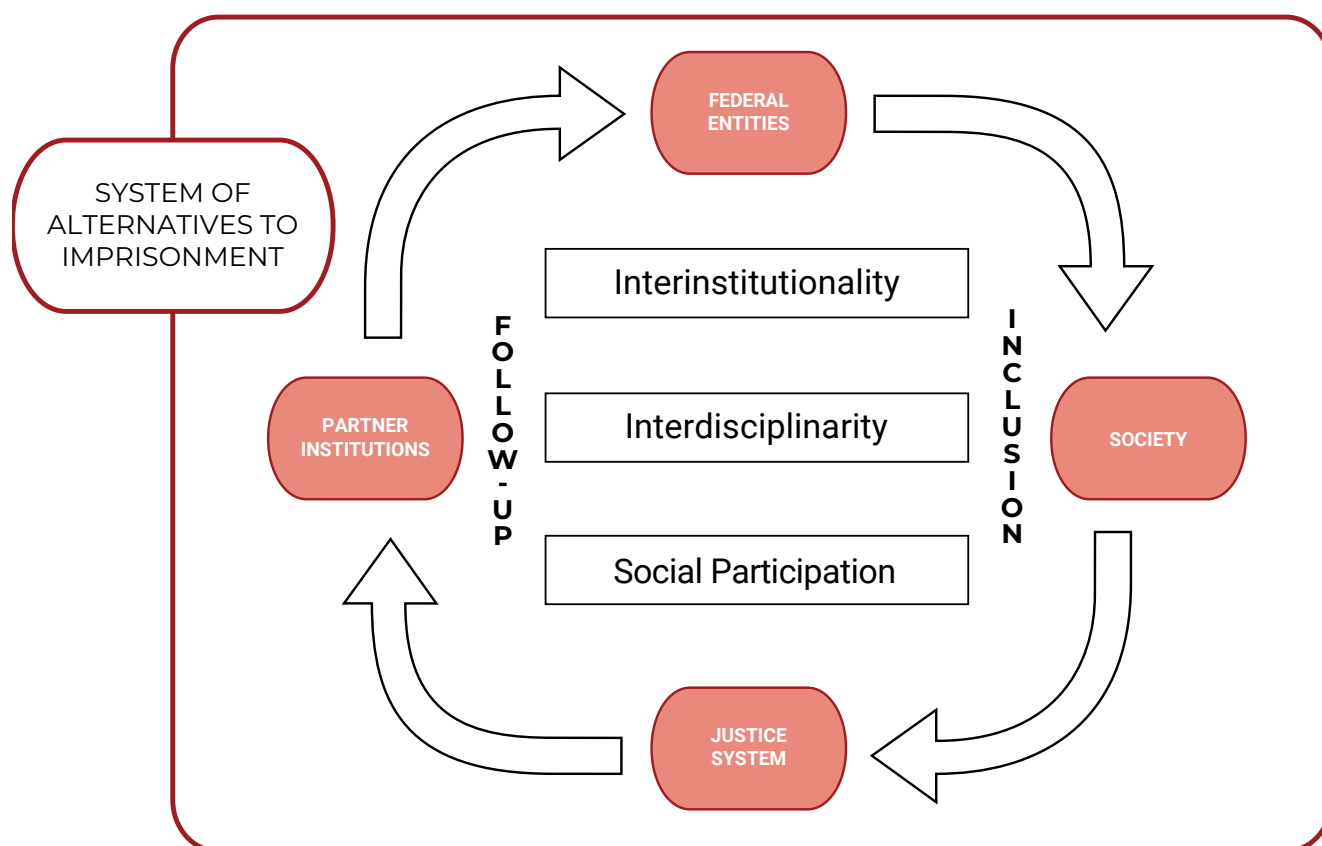 FEDERAL
ENTITIES
SYSTEM OF
ALTERNATIVES TO
IMPRISONMENT
Interinstitutionality
FOLLOW-UP
INCLUSION
PARTNER
INSTITUTIONS
Interdisciplinarity
SOCIETY
Social Participation
JUSTICE
SYSTEM